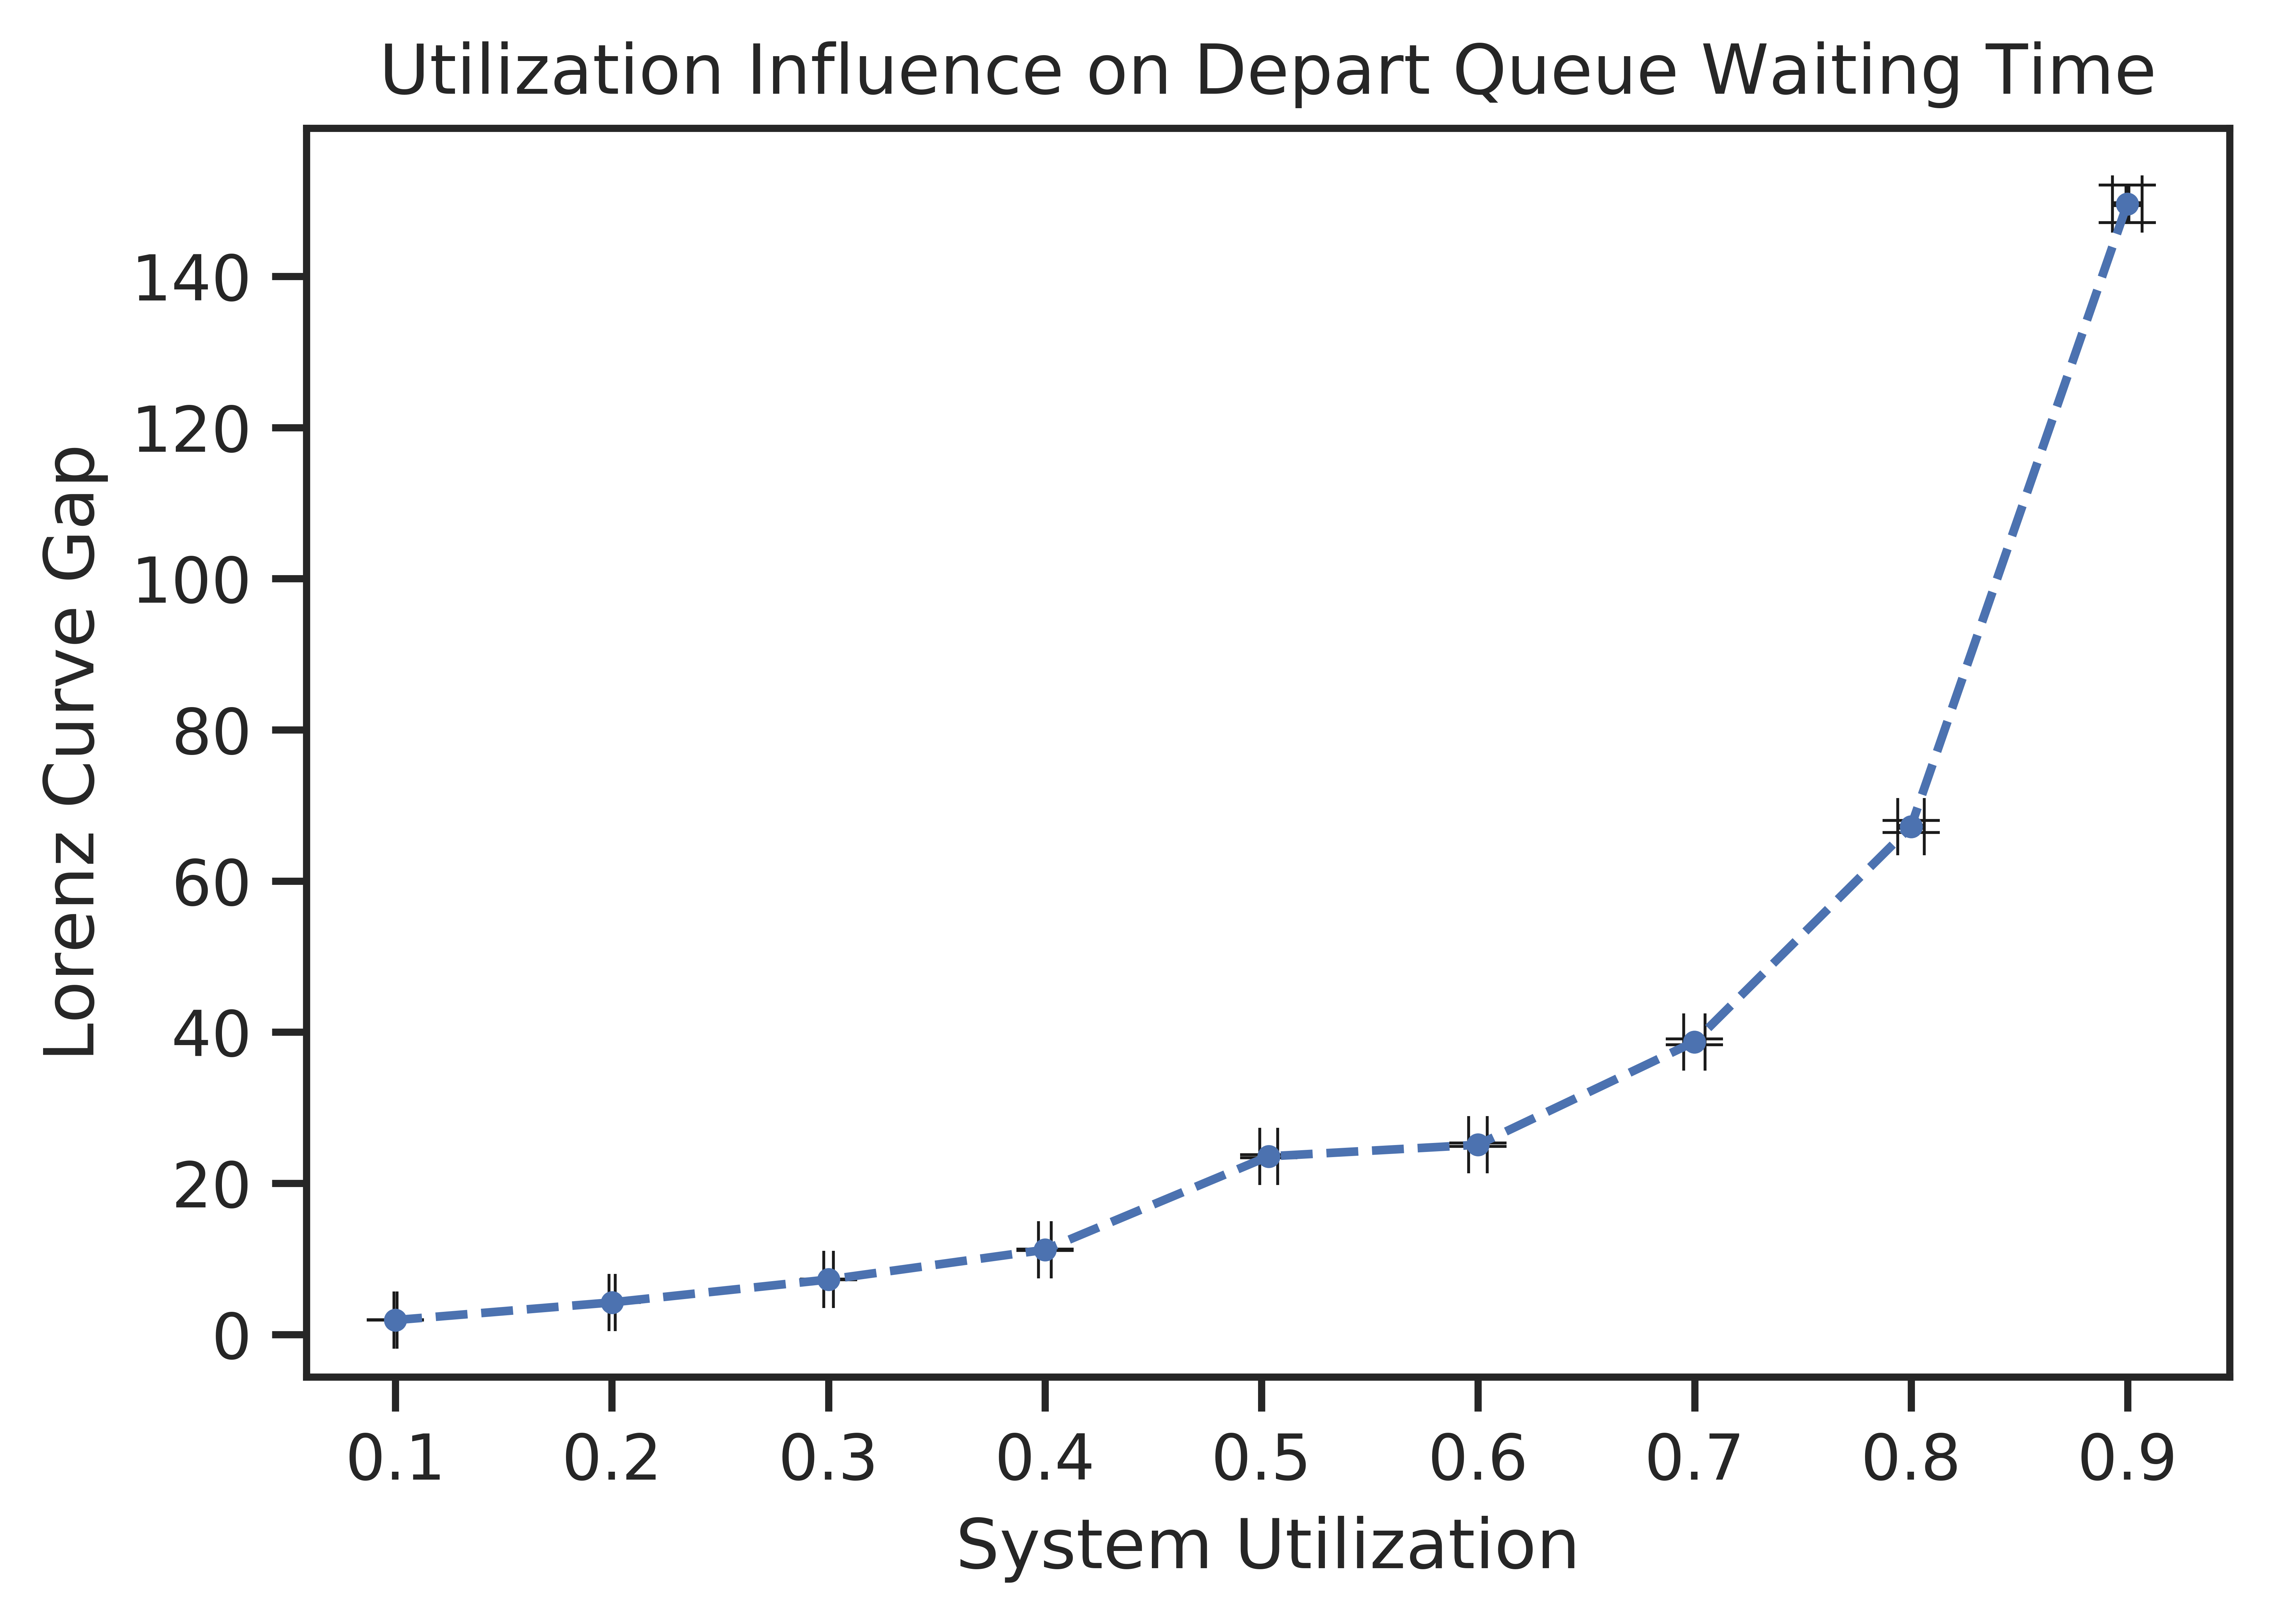 Utilization Influence on Depart Queue Waiting Time
Lorenz Curve Gap
140
120
100
80
60
40
20
0
0.1 0.2 0.3 0.4 0.5 0.6 0.7 0.8 0.9
System Utilization